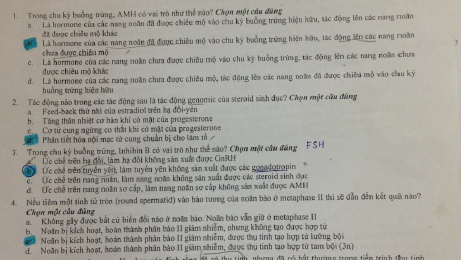 1. Trong chu kỳ buồng trứng, AMH có vai trò như thế nào? Chọn một câu đúng
a. Là hormone của các nang noãn đã được chiêu mộ vào chu kỳ buồng trứng hiện hữu, tác động lên các nang noãn
đã được chiêu mộ khác
b. Là hormone của các nang noãn đã được chiêu mộ vào chu kỳ buồng trứng hiện hữu, tác động lên các nang noãn
chưa được chiêu mộ
c. Là hormone của các nang noãn chưa được chiêu mộ vào chu kỳ buồng trứng, tác động lên các nang noãn chưa
được chiêu mộ khác
d. Là hormone của các nang noãn chưa được chiêu mộ, tác động lên các nang noãn đã được chiêu mộ vào chu kỳ
buồng trứng hiện hữu
2. Tác động nào trong các tác động sau là tác động genomic của steroid sinh dục? Chọn một câu đúng
a. Feed-back thứ nhì của estradiol trên hạ đồi-yên
b. Tăng thân nhiệt cơ bản khi có mặt của progesterone
c. Cơ tử cung ngừng co thắt khi có mặt của progesterone
d. Phân tiết hóa nội mạc tử cung chuẩn bị cho làm tổ
3. Trong chu kỳ buồng trứng, Inhibin B có vai trò như thế nào? Chọn một câu đúng FSH
a. Ức chế trên hạ đồi, làm hạ đồi không sản xuất được GnRH
b. Ức chế trên tuyến yên, làm tuyến yên không sản xuất được các gonadotropin
c. Ức chế trên nang noãn, làm nang noãn không sản xuất được các steroid sinh dục
d. Ức chế trên nang noãn sơ cấp, làm nang noãn sơ cấp không sản xuất được AMH
4. Nếu tiêm một tinh tử tròn (round spermatid) vào bào tương của noãn bào ở metaphase II thì sẽ dẫn đến kết quả nào?
Chọn một câu đúng
a. Không gây được bất cứ biến đổi nào ở noãn bào. Noãn bào vẫn giữ ở metaphase II
b. Noãn bị kích hoạt, hoàn thành phân bào II giảm nhiễm, nhưng không tạo được hợp tử
c. Noãn bị kích hoạt, hoàn thành phân bào II giảm nhiễm, được thụ tinh tạo hợp tử lưỡng bội
d. Noãn bị kích hoạt, hoàn thành phân bào II giảm nhiễm, được thụ tinh tạo hợp tử tam bội (3n)